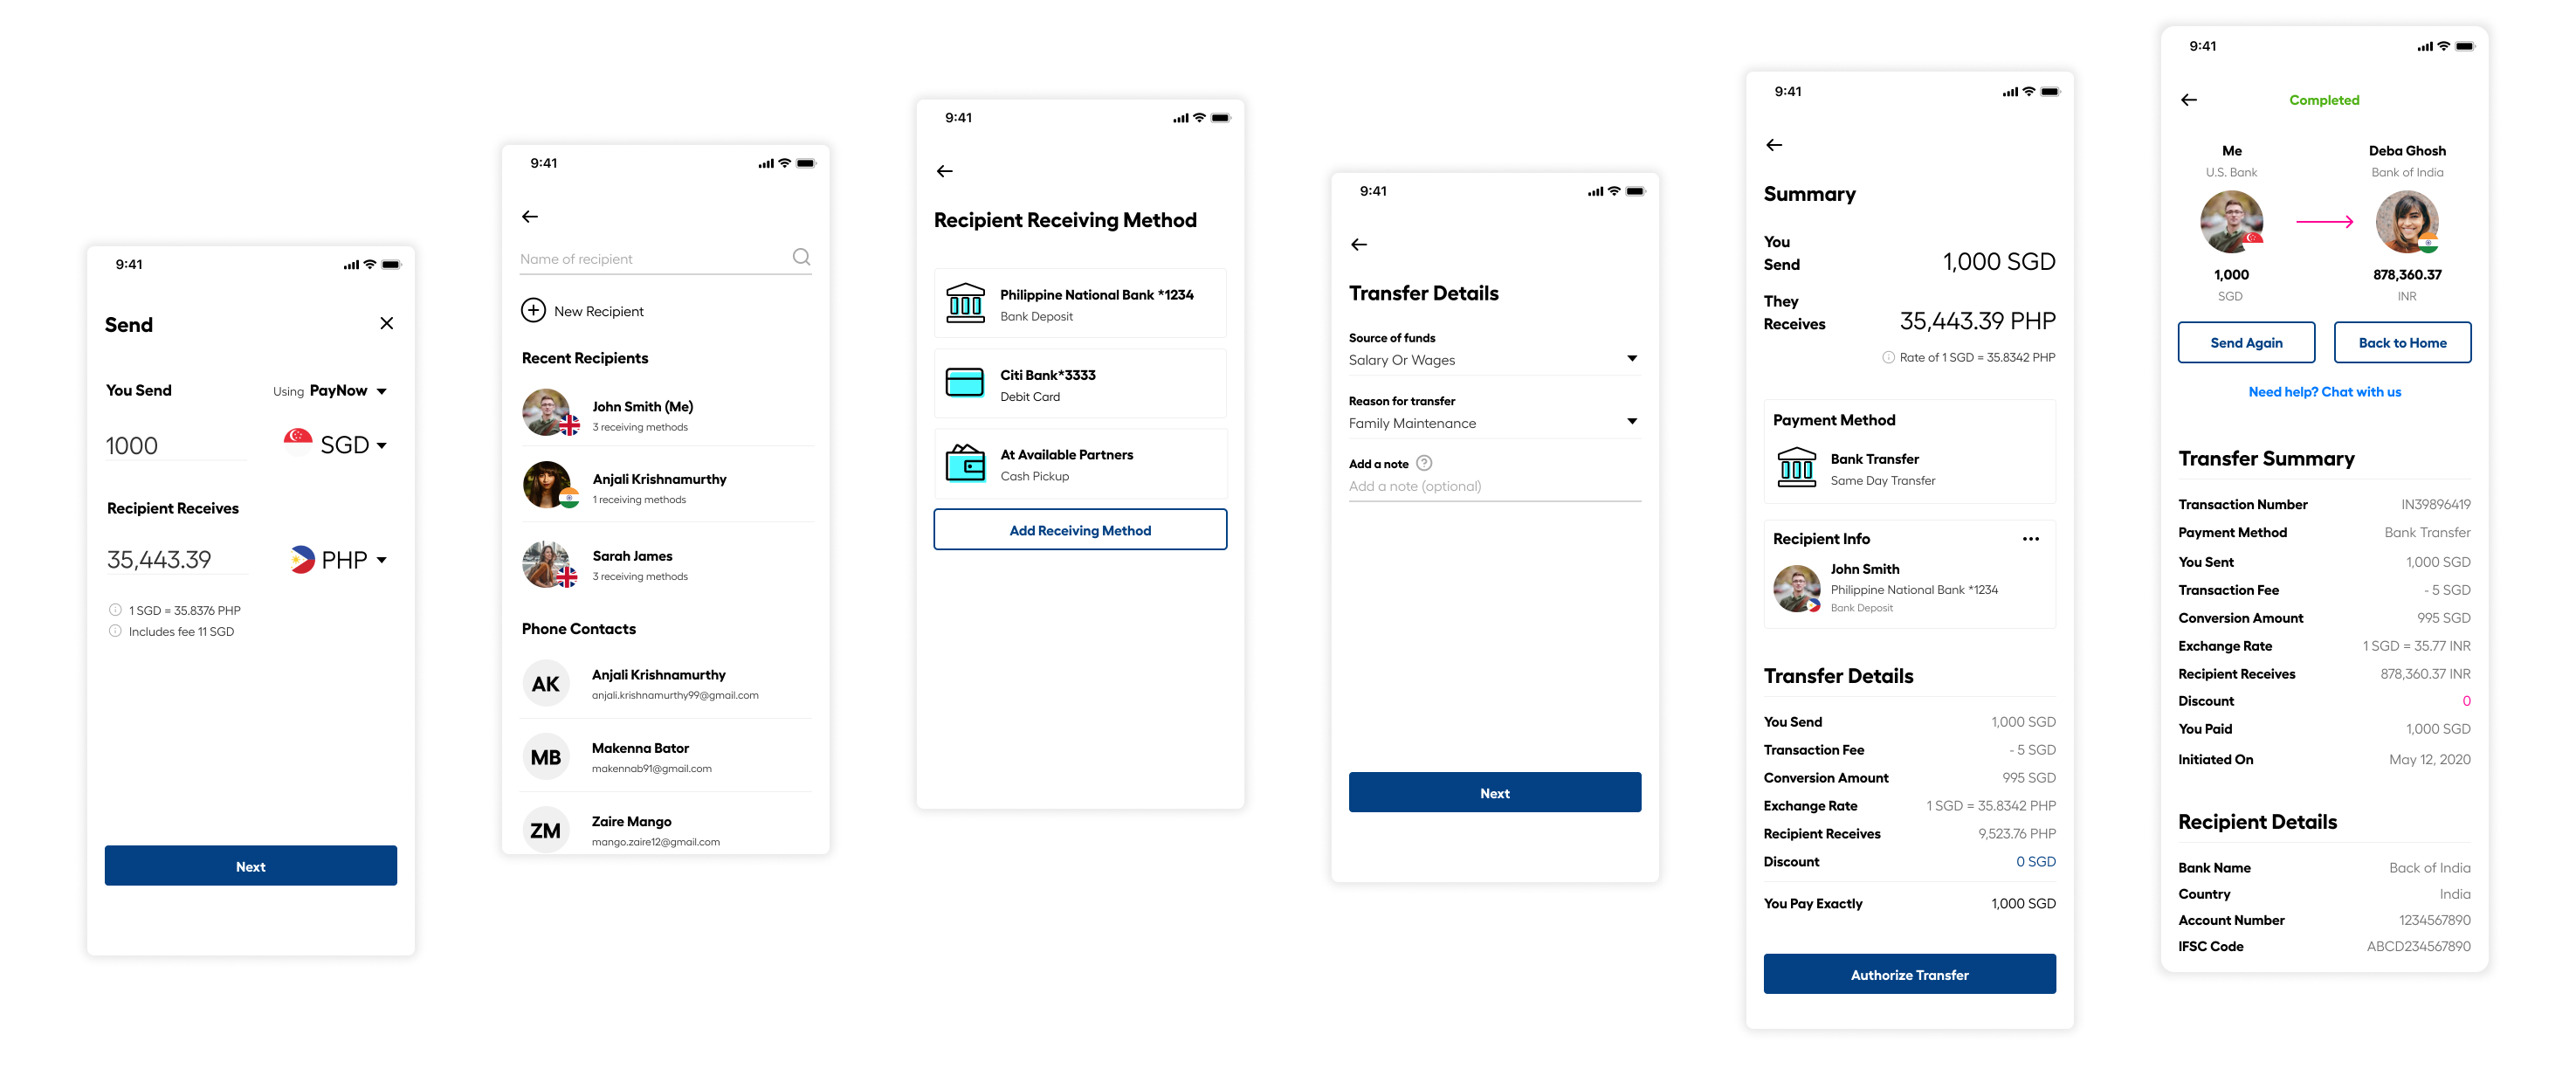 9:41
Send
You Send
Using PayNow
1000
SGD
Recipient Receives
35,443.39
PHP
1 SGD = 35.8376 PHP
Includes fee 11 SGD
Next
9:41
Name of recipient
New Recipient
Recent Recipients
John Smith (Me)
3 receiving methods
Anjali Krishnamurthy
1 receiving methods
Sarah James
3 receiving methods
Phone Contacts
AK
Anjali Krishnamurthy
anjali.krishnamurthy99@gmail.com
MB
Makenna Bator
makennab91@gmail.com
ZM
Zaire Mango
mango.zaire12@gmail.com
9:41
Recipient Receiving Method
Philippine National Bank *1234
Bank Deposit
Citi Bank*3333
Debit Card
At Available Partners
Cash Pickup
Add Receiving Method
9:41
Transfer Details
Source of funds
Salary Or Wages
Reason for transfer
Family Maintenance
Add a note ?
Add a note (optional)
Next
9:41
Summary
You
Send
1,000 SGD
They
Receives
35,443.39 PHP
Rate of 1 SGD = 35.8342 PHP
Payment Method
Bank Transfer
Same Day Transfer
Recipient Info
John Smith
Philippine National Bank *1234
Bank Deposit
Transfer Details
You Send 1,000 SGD
Transaction Fee - 5 SGD
Conversion Amount 995 SGD
Exchange Rate 1 SGD = 35.8342 PHP
Recipient Receives 9,523.76 PHP
Discount 0 SGD
You Pay Exactly 1,000 SGD
Authorize Transfer
9:41
Completed
Me
U.S. Bank
1,000
SGD
Deba Ghosh
Bank of India
878,360.37
INR
Send Again
Back to Home
Need help? Chat with us
Transfer Summary
Transaction Number IN39896419
Payment Method Bank Transfer
You Sent 1,000 SGD
Transaction Fee - 5 SGD
Conversion Amount 995 SGD
Exchange Rate 1 SGD = 35.77 INR
Recipient Receives 878,360.37 INR
Discount 0
You Paid 1,000 SGD
Initiated On May 12, 2020
Recipient Details
Bank Name Back of India
Country India
Account Number 1234567890
IFSC Code ABCD234567890